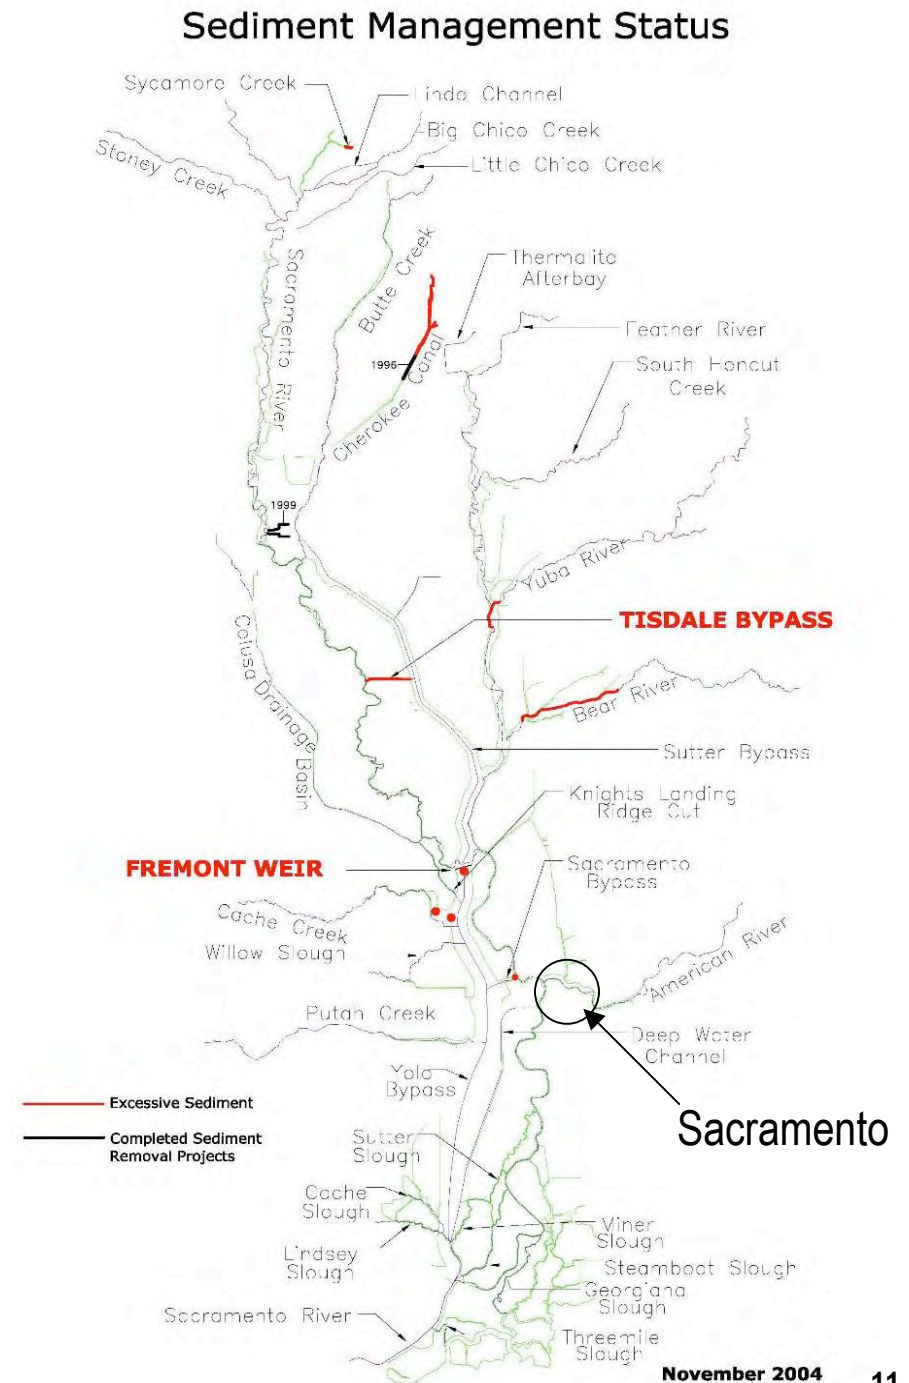 Sediment Management Status
Sycamore Creek
Linda Channel
Big Chico Creek
Little Chico Creek
Stoney Creek
Sacramento River
Butte Creek
Thermalito
Afterbay
Feather River
South Honcut
Creek
1996
Cherokee Canal
1999
Yuba River
TISDALE BYPASS
Colusa Drainage
Basin
Bear River
Sutter Bypass
Knights Landing
Ridge Cut
FREMONT WEIR
Sacramento
Bypass
Cache Creek
Willow Slough
American River
Putah Creek
Deep Water
Channel
Yolo
Bypass
Excessive Sediment
Completed Sediment
Removal Projects
Sacramento
Sutter
Slough
Cache
Slough
Miner
Slough
Lindsey
Slough
Steamboat Slough
Georgiana
Slough
Sacramento River
Threemile
Slough
November 2004
11